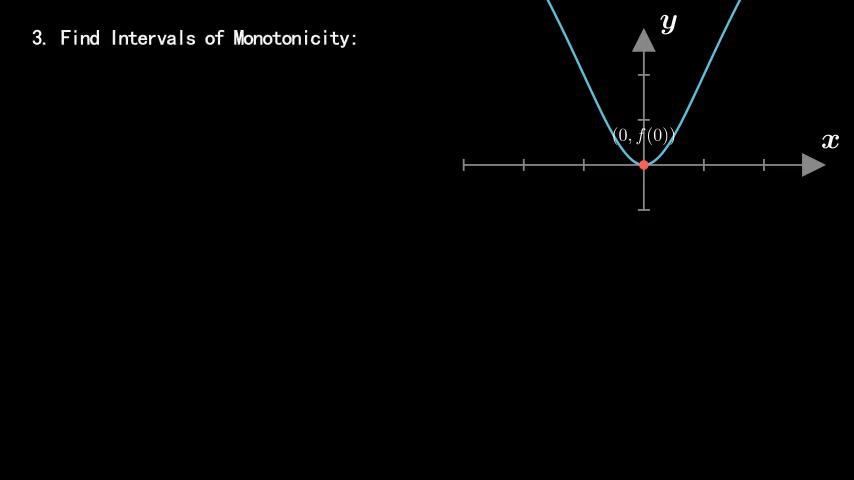 3. Find Intervals of Monotonicity:
y
(0, f(0))
x